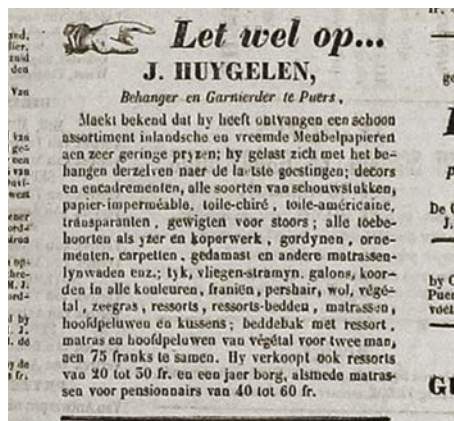 Let wel op...
J. HUYGELEN,
Behanger en Garnierder te Puers,
Maekt bekend dat hy heeft ontvangen een schoon
assortiment inlandsche en vreemde Meubelpapieren
aen zeer geringe pryzen; hy gelast zich met het be-
hangen derzelven naer de laetste goestingen; decors
en encadrementen, alle soorten van schouwstukken,
papier-imperméable, toile-chiré, toile-américaine,
transparanten, gewigten voor stoors; alle toebe-
hoorten als yzer en koperwerk, gordynen, orne-
menten, carpetten, gedamast en andere matrassen-
lynwaden enz.; tyk, vliegen-stramyn, galons, koor-
den in alle kouleuren, franiën, pershair, wol, végé-
tal, zeegras, ressorts, ressorts-bedden, matrassen,
hoofdpeluwen en kussens; beddebak met ressort,
matras en hoofdpeluwen van végétal voor twee man,
aen 75 franks te samen. Hy verkoopt ook ressorts
van 20 tot 50 fr. en een jaer borg, alsmede matras-
sen voor pensionnairs van 40 tot 60 fr.